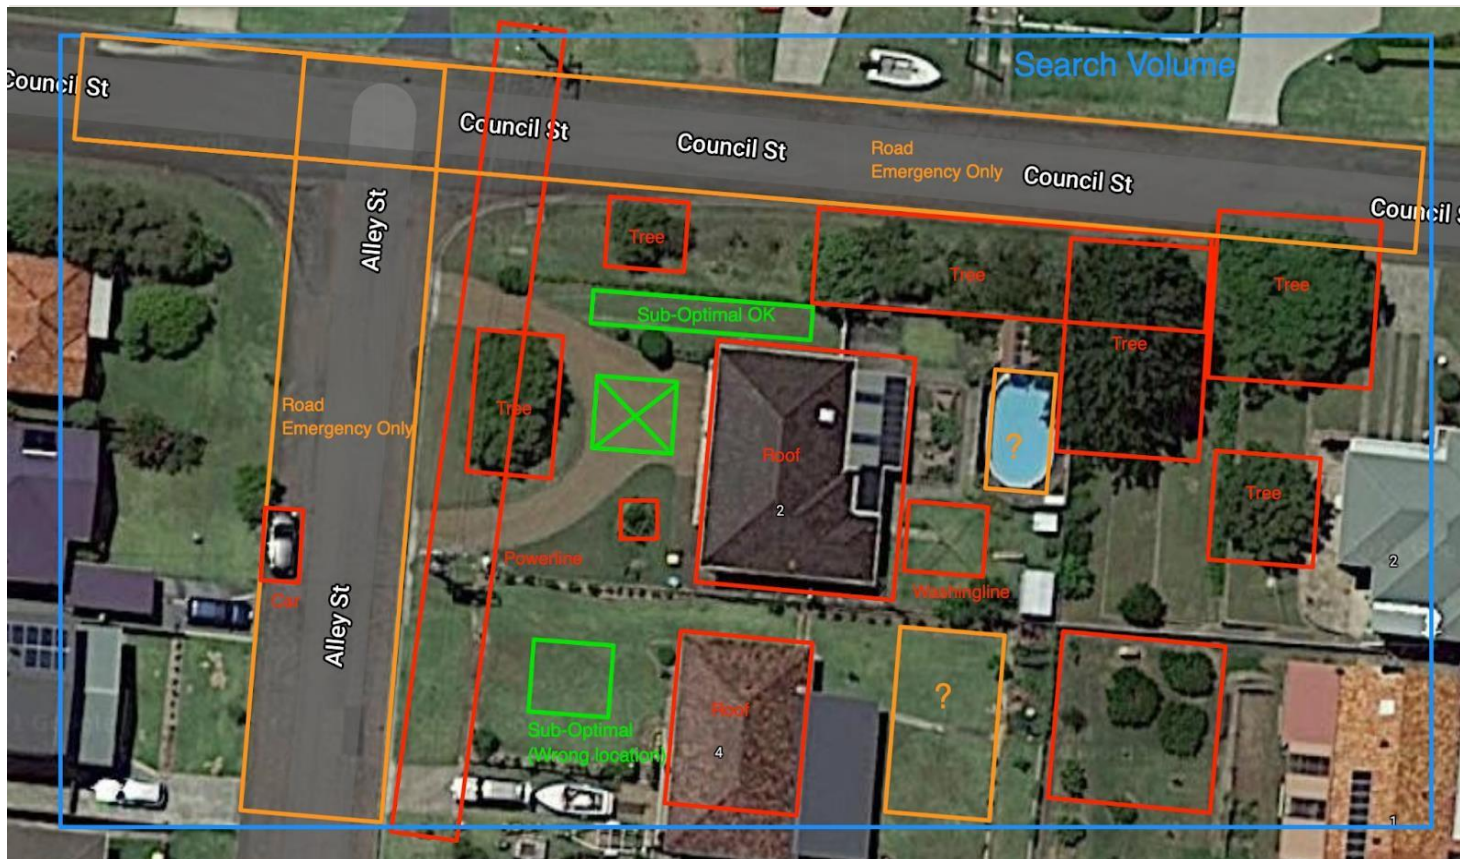 Search Volume
Council St
Council St
Council St
Road
Emergency Only
Council St
Council S
Alley St
Tree
Tree
Tree
Sub-Optimal OK
Tree
Road
Emergency Only
Tree
Roof
?
Tree
2
Powerline
2
Car
Washingline
Alley St
?
Roof
Sub-Optimal
(Wrong location)
4
1